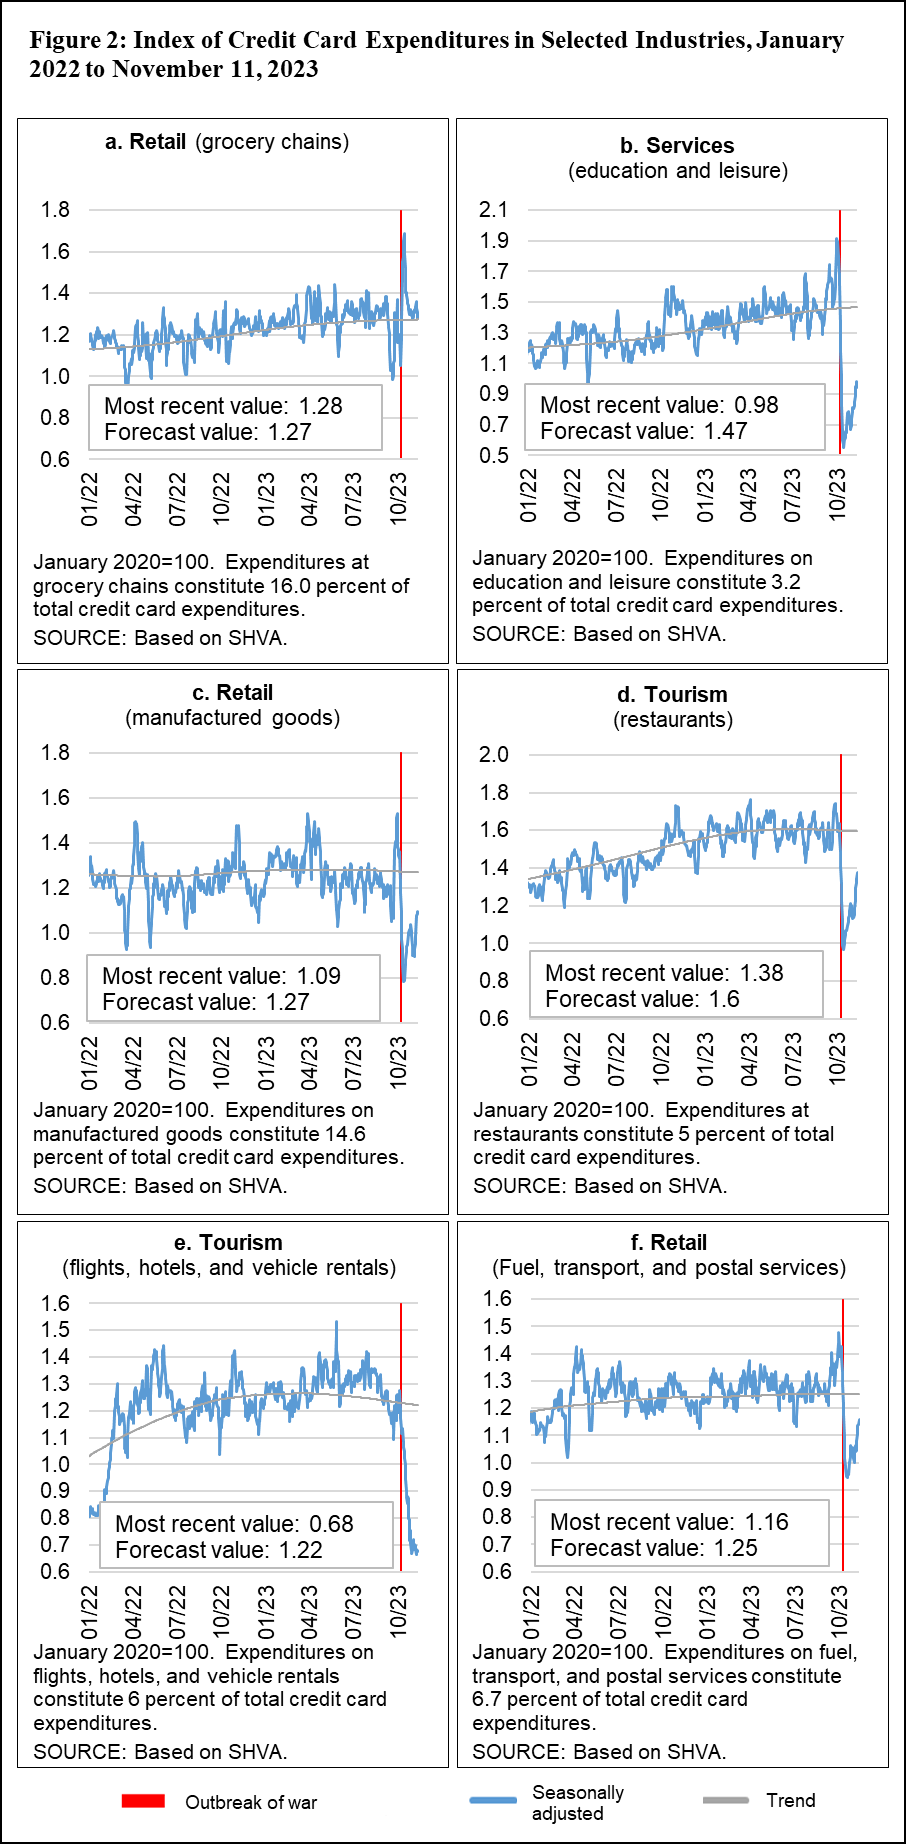 Figure 2: Index of Credit Card Expenditures in Selected Industries, January
2022 to November 11, 2023
a. Retail (grocery chains)
1.8
1.6
1.4
1.2
1.0
0.8
0.6
Most recent value: 1.28
Forecast value: 1.27
01/22
04/22
07/22
10/22
01/23
04/23
07/23
10/23
January 2020=100. Expenditures at
grocery chains constitute 16.0 percent of
total credit card expenditures.
SOURCE: Based on SHVA.
b. Services
(education and leisure)
2.1
1.9
1.7
1.5
1.3
1.1
0.9
0.7
0.5
Most recent value: 0.98
Forecast value: 1.47
01/22
04/22
07/22
10/22
01/23
04/23
07/23
10/23
January 2020=100. Expenditures on
education and leisure constitute 3.2
percent of total credit card expenditures.
SOURCE: Based on SHVA.
c. Retail
(manufactured goods)
1.8
1.6
1.4
1.2
1.0
0.8
0.6
Most recent value: 1.09
Forecast value: 1.27
01/22
04/22
07/22
10/22
01/23
04/23
07/23
10/23
January 2020=100. Expenditures on
manufactured goods constitute 14.6
percent of total credit card expenditures.
SOURCE: Based on SHVA.
d. Tourism
(restaurants)
2.0
1.8
1.6
1.4
1.2
1.0
0.8
0.6
Most recent value: 1.38
Forecast value: 1.6
01/22
04/22
07/22
10/22
01/23
04/23
07/23
10/23
January 2020=100. Expenditures at
restaurants constitute 5 percent of total
credit card expenditures.
SOURCE: Based on SHVA.
e. Tourism
(flights, hotels, and vehicle rentals)
1.6
1.5
1.4
1.3
1.2
1.1
1.0
0.9
0.8
0.7
0.6
Most recent value: 0.68
Forecast value: 1.22
01/22
04/22
07/22
10/22
01/23
04/23
07/23
10/23
January 2020=100. Expenditures on
flights, hotels, and vehicle rentals
constitute 6 percent of total credit card
expenditures.
SOURCE: Based on SHVA.
f. Retail
(Fuel, transport, and postal services)
1.6
1.5
1.4
1.3
1.2
1.1
1.0
0.9
0.8
0.7
0.6
Most recent value: 1.16
Forecast value: 1.25
01/22
04/22
07/22
10/22
01/23
04/23
07/23
10/23
January 2020=100. Expenditures on fuel,
transport, and postal services constitute
6.7 percent of total credit card
expenditures.
SOURCE: Based on SHVA.
Outbreak of war
Seasonally
adjusted
Trend